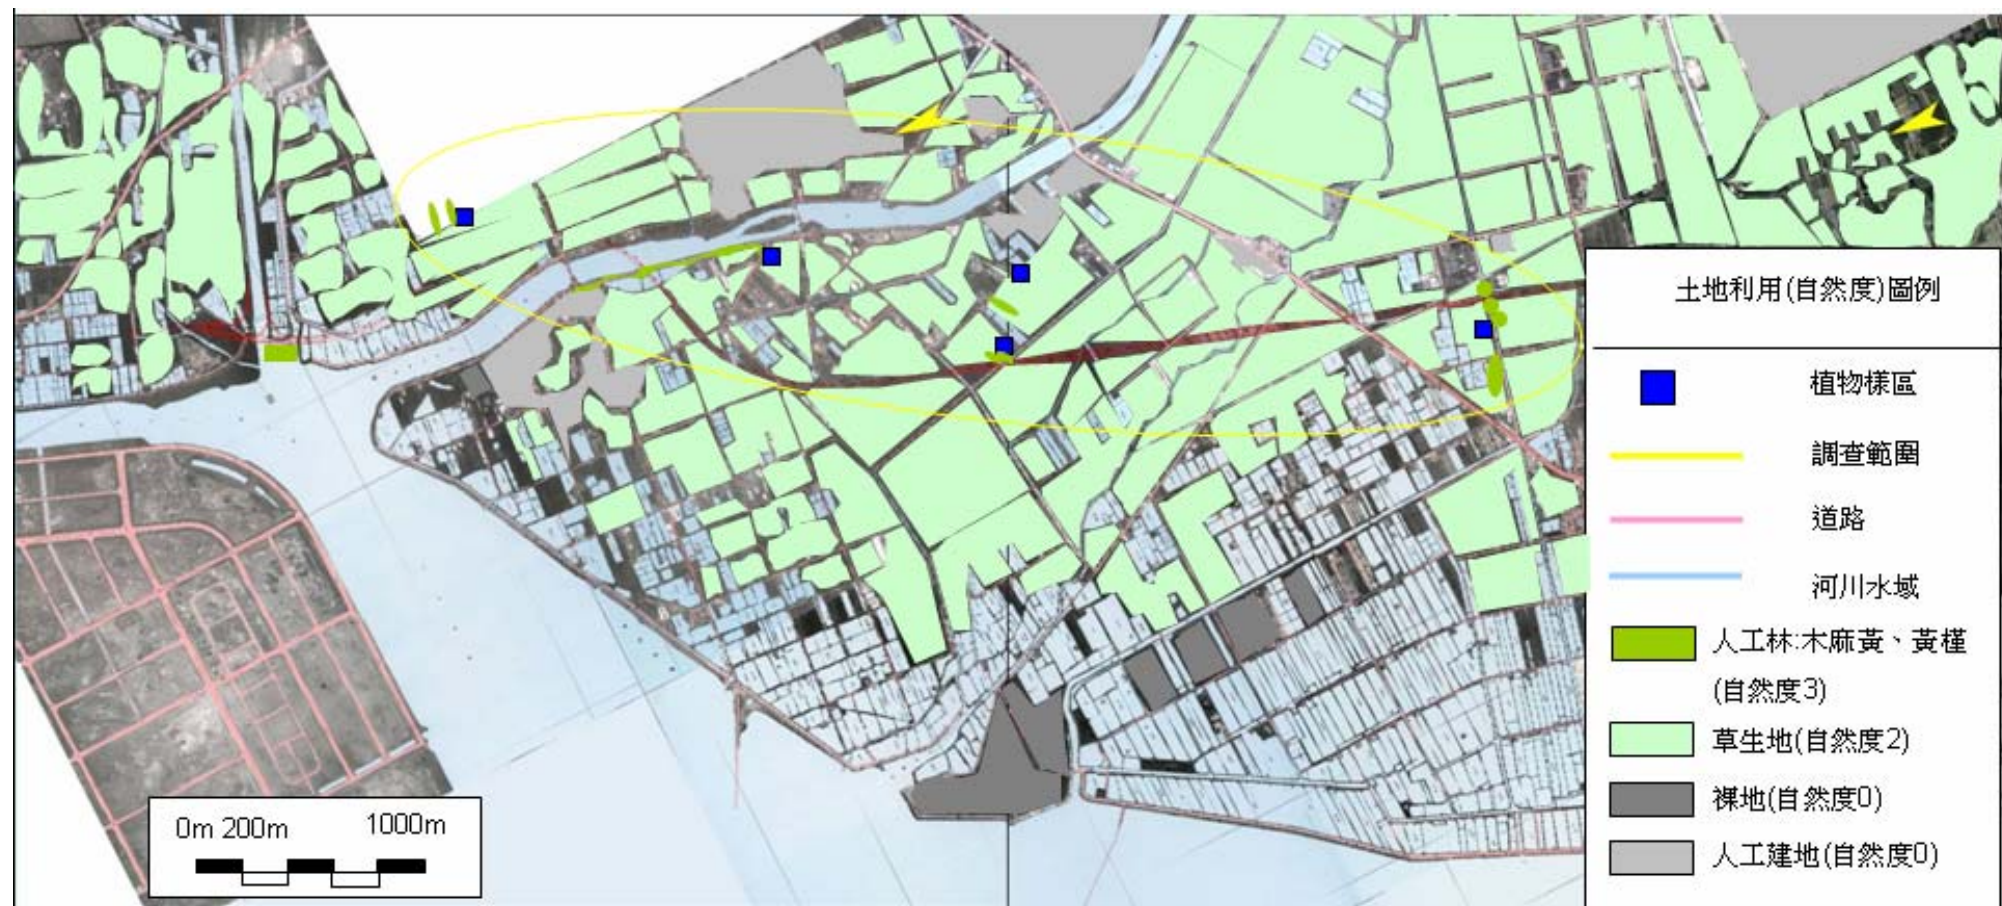 土地利用(自然度)圖例
植物樣區
調查範圍
道路
河川水域
人工林:木麻黃、黃槿
(自然度3)
草生地(自然度2)
裸地(自然度0)
人工建地(自然度0)
0m 200m 1000m